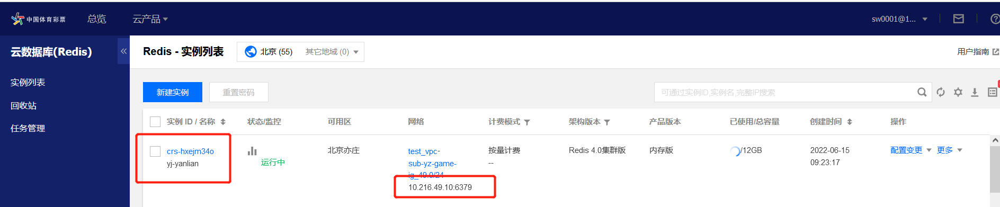 中国体育彩票
总览
云产品
sw0001@1...
云数据库(Redis)
«
Redis - 实例列表
北京 (55)
其它地域 (0)
用户指南
实例列表
回收站
任务管理
新建实例
重置密码
可通过实例ID,实例名,完整IP搜索
实例 ID / 名称
状态/监控
可用区
网络
计费模式
架构版本
产品版本
已使用/总容量
创建时间
操作
crs-hxejm34o
yj-yanlian
运行中
北京亦庄
test_vpc-
sub-yz-game-
ig_49.0/24
10.216.49.10:6379
按量计费
--
Redis 4.0集群版
内存版
/12GB
2022-06-15
09:23:17
配置变更
更多